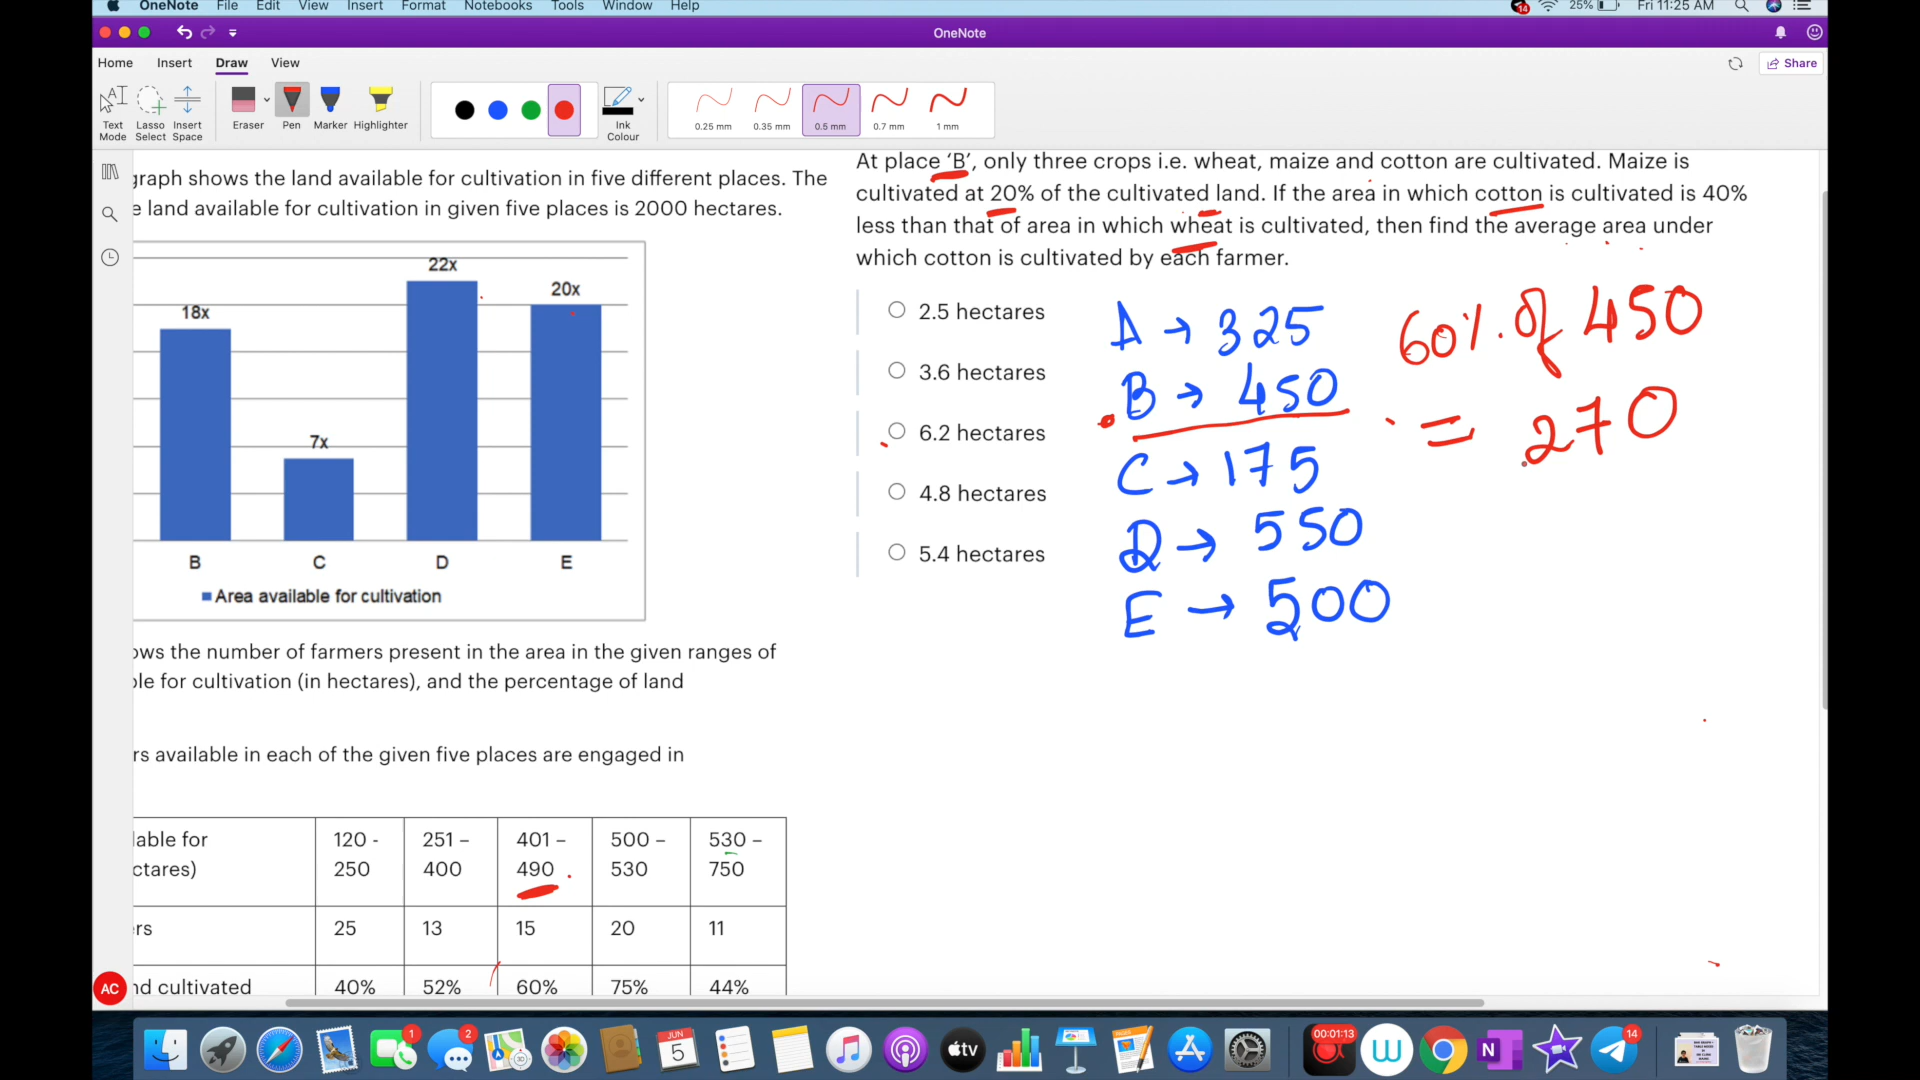 OneNote File Edit View Insert Format Notebooks Tools Window Help 14 25% Fri 11:25 AM
OneNote
Home Insert Draw View Share
Text Mode Lasso Select Insert Space Eraser Pen Marker Highlighter Ink Colour 0.25 mm 0.35 mm 0.5 mm 0.7 mm 1 mm
graph shows the land available for cultivation in five different places. The
e land available for cultivation in given five places is 2000 hectares.
18x
7x
22x
20x
B C D E
Area available for cultivation
ows the number of farmers present in the area in the given ranges of
ble for cultivation (in hectares), and the percentage of land
rs available in each of the given five places are engaged in
lable for 120 - 251 – 401 – 500 – 530 –
ctares) 250 400 490 530 750
ers 25 13 15 20 11
nd cultivated 40% 52% 60% 75% 44%
At place ‘B’, only three crops i.e. wheat, maize and cotton are cultivated. Maize is
cultivated at 20% of the cultivated land. If the area in which cotton is cultivated is 40%
less than that of area in which wheat is cultivated, then find the average area under
which cotton is cultivated by each farmer.
2.5 hectares
3.6 hectares
6.2 hectares
4.8 hectares
5.4 hectares
A → 325
B → 450
C → 175
D → 550
E → 500
60% of 450
= 270
AC
1 2 JUN 5 tv 00:01:13 W N 14